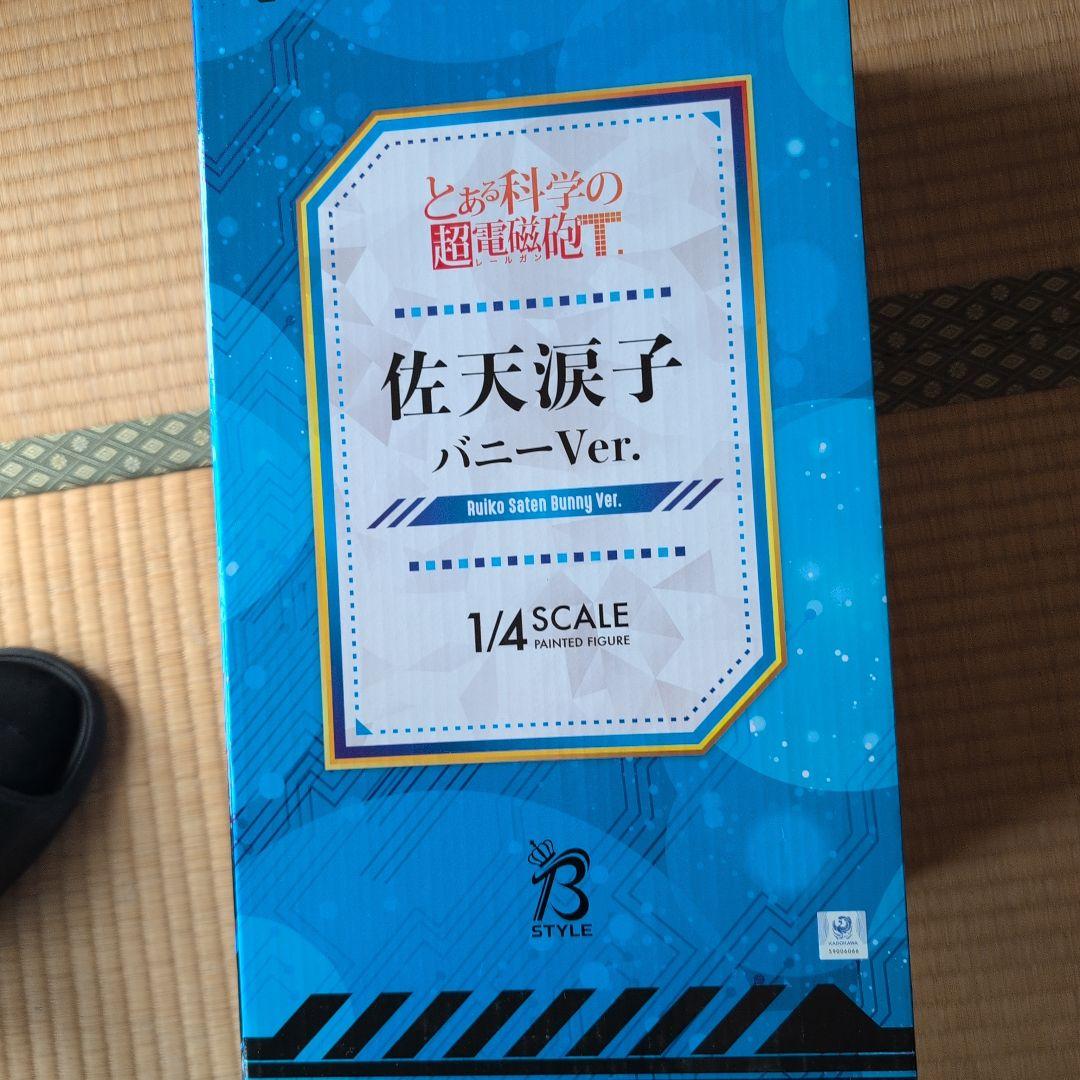 とある科学の
超電磁砲T.
レールガン
佐天涙子
バニーVer.
Ruiko Saten Bunny Ver.
1/4 SCALE
PAINTED FIGURE
B
STYLE
KADOKAWA
S9006066